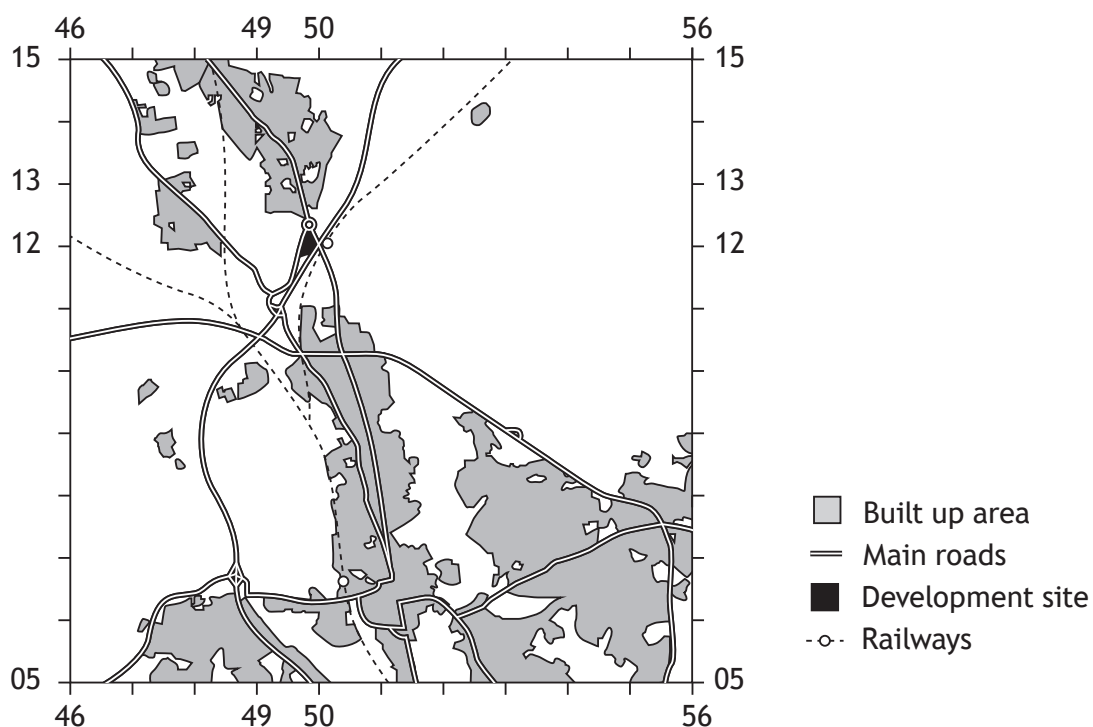 46 49 50 56
15 15
13 13
12 12
Built up area
Main roads
Development site
Railways
05 05
46 49 50 56